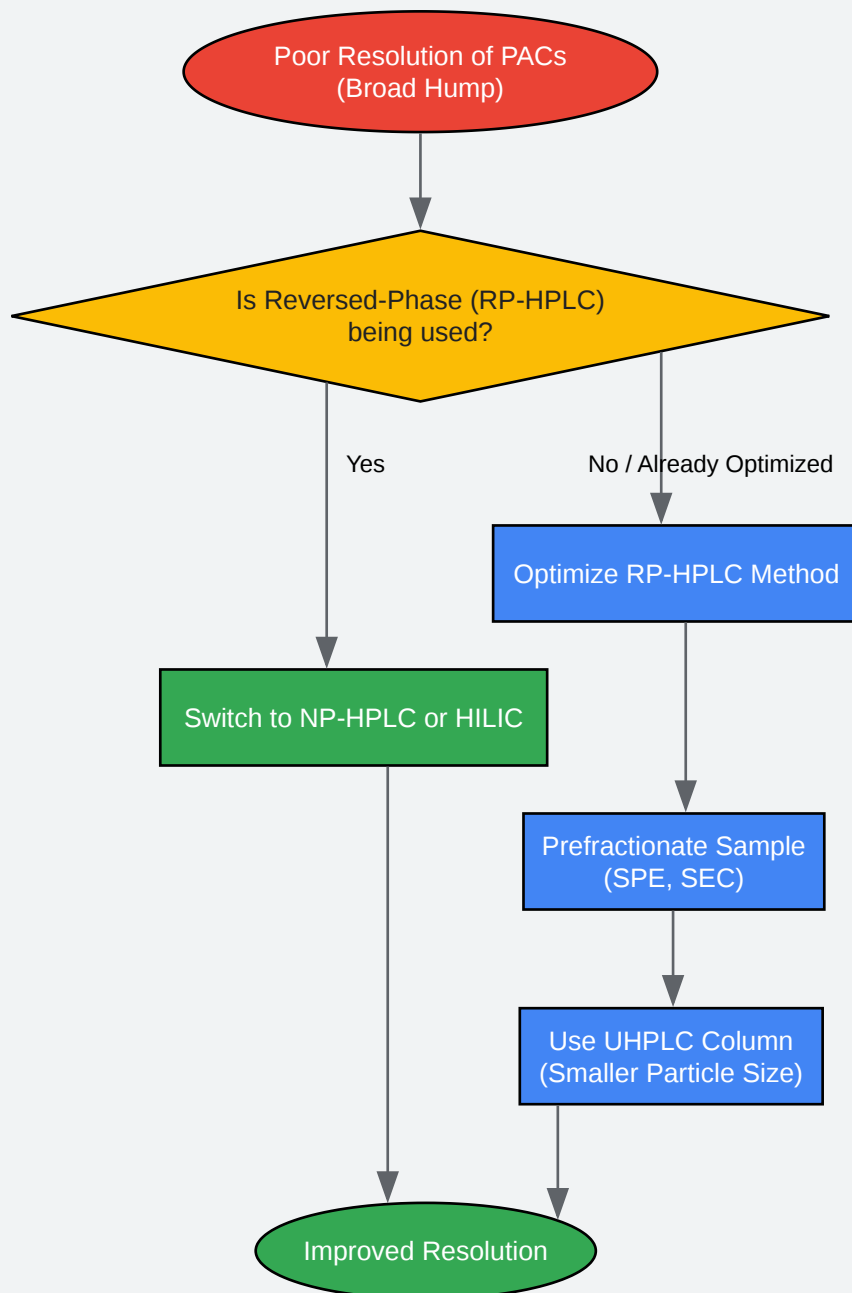 Poor Resolution of PACs
(Broad Hump)
Is Reversed-Phase (RP-HPLC)
being used?
Yes
No / Already Optimized
Optimize RP-HPLC Method
Switch to NP-HPLC or HILIC
Prefractionate Sample
(SPE, SEC)
Use UHPLC Column
(Smaller Particle Size)
Improved Resolution